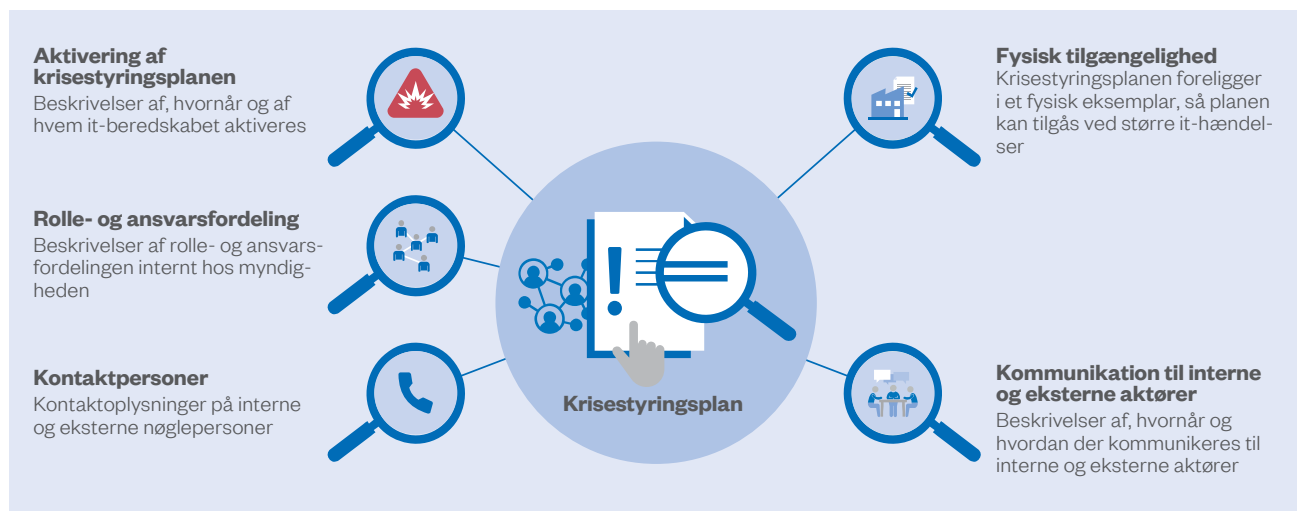 Aktivering af
krisestyringsplanen
Beskrivelser af, hvornår og af
hvem it-beredskabet aktiveres
Rolle- og ansvarsfordeling
Beskrivelser af rolle- og ansvars-
fordelingen internt hos myndig-
heden
Kontaktpersoner
Kontaktoplysninger på interne
og eksterne nøglepersoner
Krisestyringsplan
Fysisk tilgængelighed
Krisestyringsplanen foreligger
i et fysisk eksemplar, så planen
kan tilgås ved større it-hændel-
ser
Kommunikation til interne
og eksterne aktører
Beskrivelser af, hvornår og
hvordan der kommunikeres til
interne og eksterne aktører